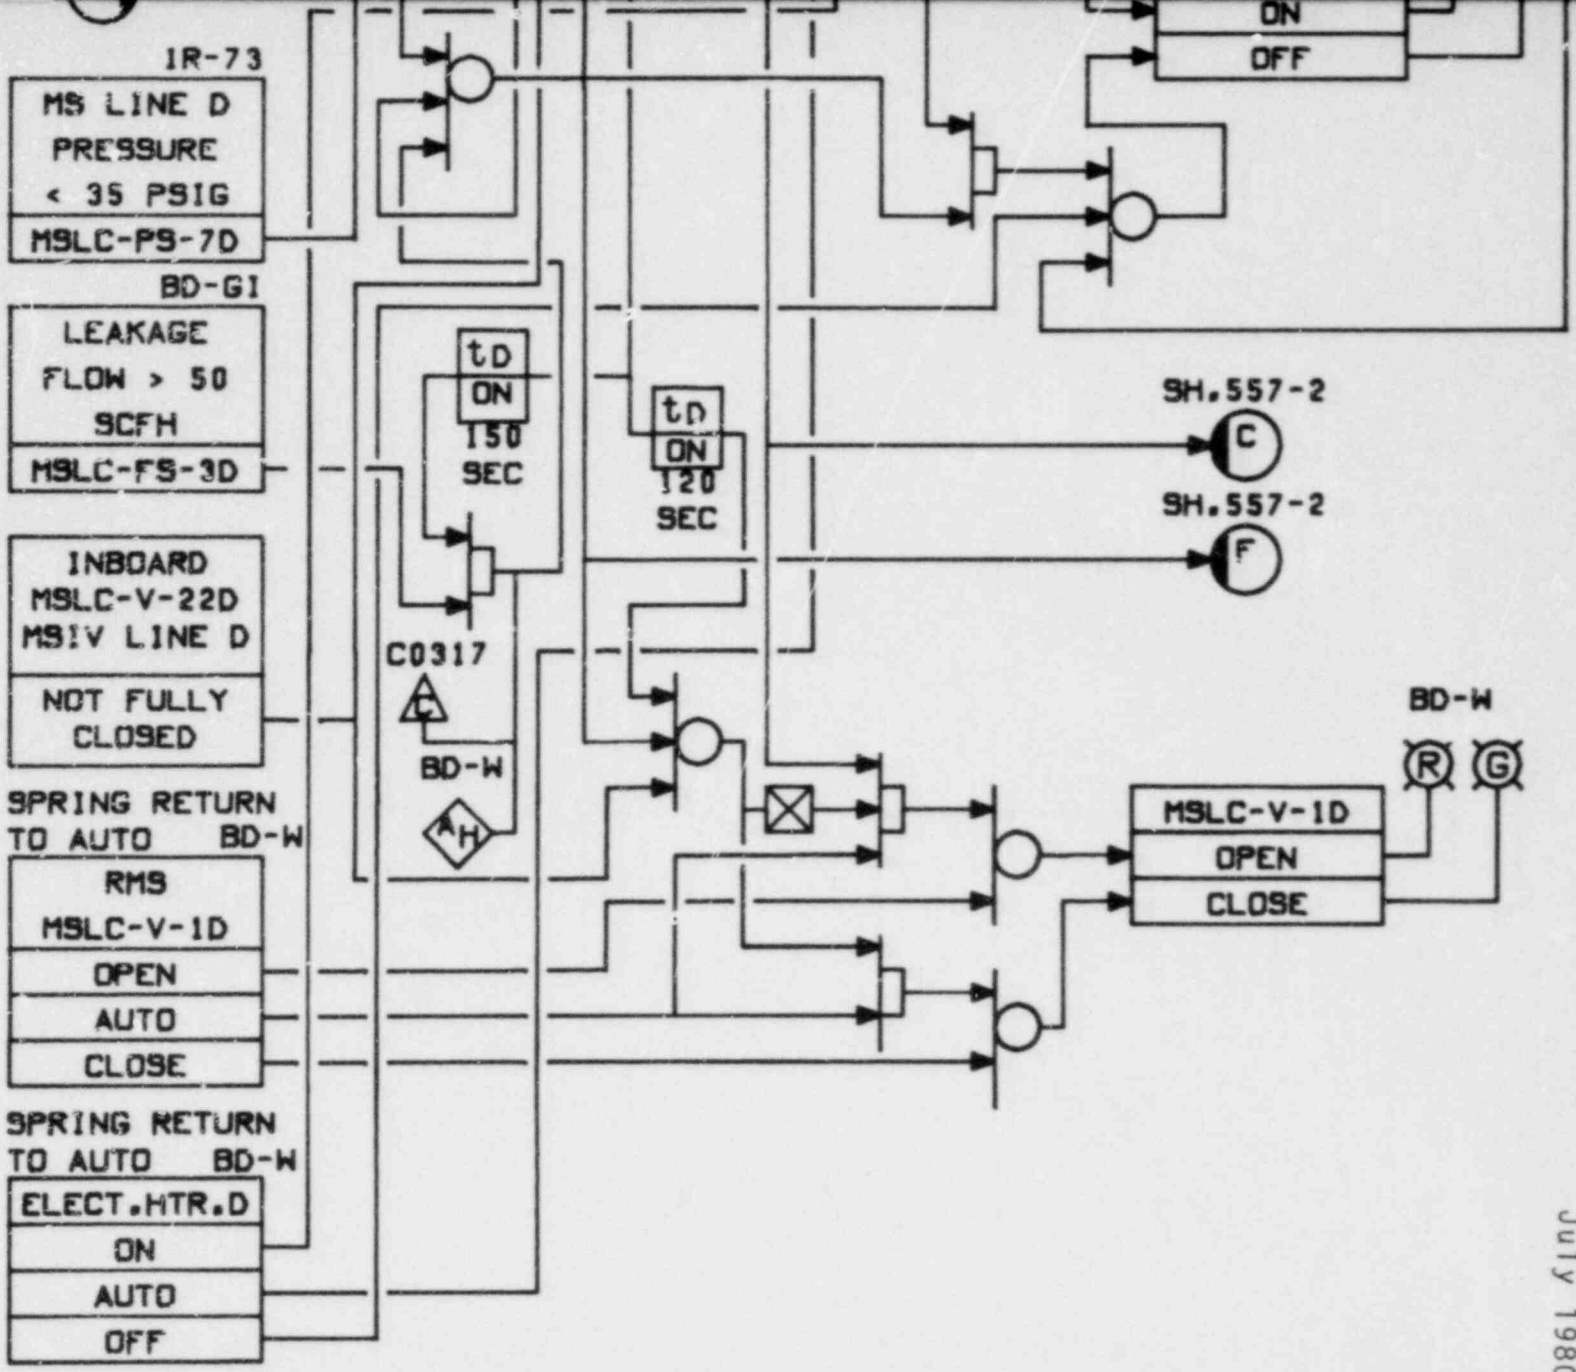 ON
OFF
IR-73
MS LINE D
PRESSURE
< 35 PSIG
MSLC-PS-7D
BD-GI
LEAKAGE
FLOW > 50
SCFH
MSLC-FS-3D
tD
ON
150
SEC
tD
ON
120
SEC
SH.557-2
C
SH.557-2
F
INBOARD
MSLC-V-22D
MSIV LINE D
NOT FULLY
CLOSED
C0317
C
BD-W
AH
BD-W
R G
SPRING RETURN
TO AUTO BD-W
RMS
MSLC-V-1D
OPEN
AUTO
CLOSE
MSLC-V-1D
OPEN
CLOSE
SPRING RETURN
TO AUTO BD-W
ELECT.HTR.D
ON
AUTO
OFF
July 1980